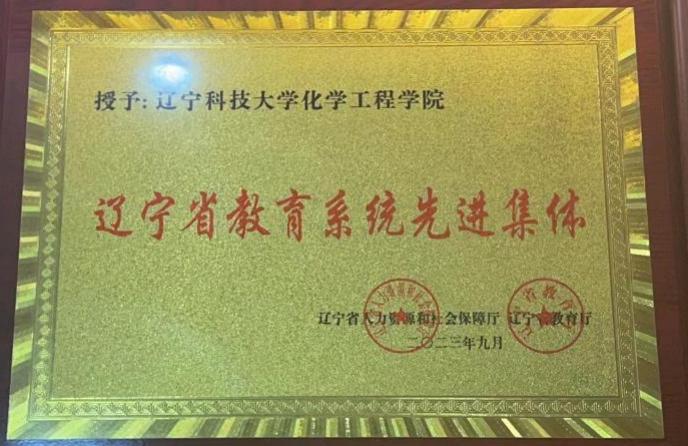 授予:辽宁科技大学化学工程学院
辽宁省教育系统先进集体
辽宁省人力资源和社会保障厅 辽宁省教育厅
二〇二三年九月